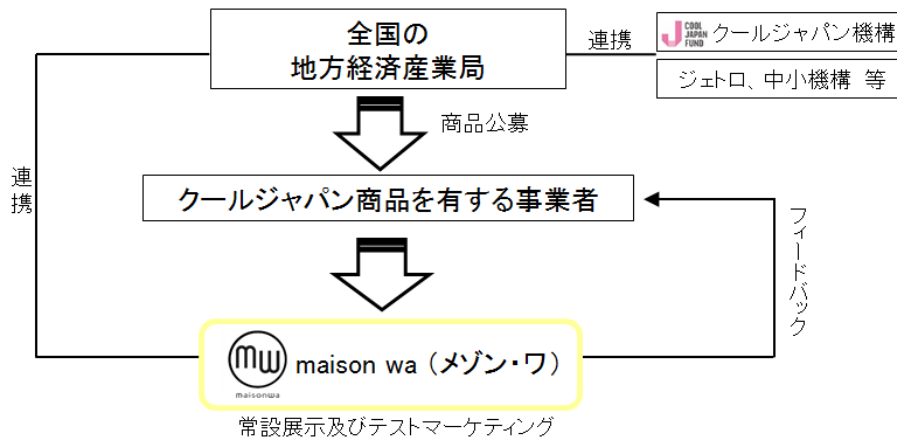 全国の
地方経済産業局
連携
COOL
JAPAN
FUND
クールジャパン機構
ジェトロ、中小機構 等
商品公募
連携
クールジャパン商品を有する事業者
フィードバック
mw maison wa (メゾン・ワ)
maisonwa
常設展示及びテストマーケティング